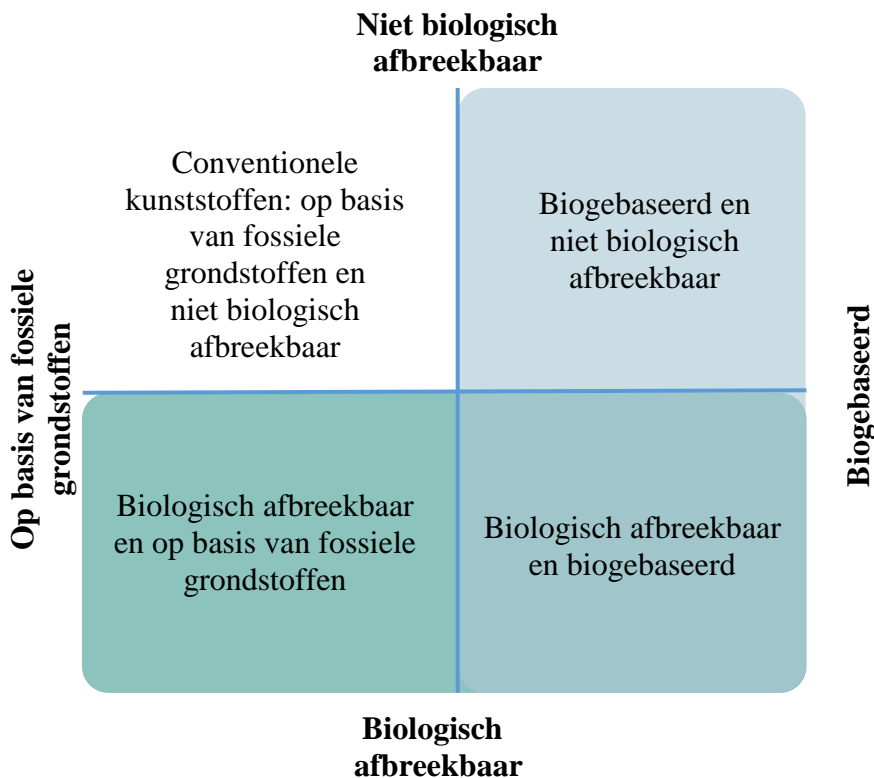 Niet biologisch
afbreekbaar
Conventionele
kunststoffen: op basis
van fossiele
grondstoffen en
niet biologisch
afbreekbaar
Biogebaseerd en
niet biologisch
afbreekbaar
Op basis van fossiele
grondstoffen
Biogebaseerd
Biologisch afbreekbaar
en op basis van fossiele
grondstoffen
Biologisch afbreekbaar
en biogebaseerd
Biologisch
afbreekbaar